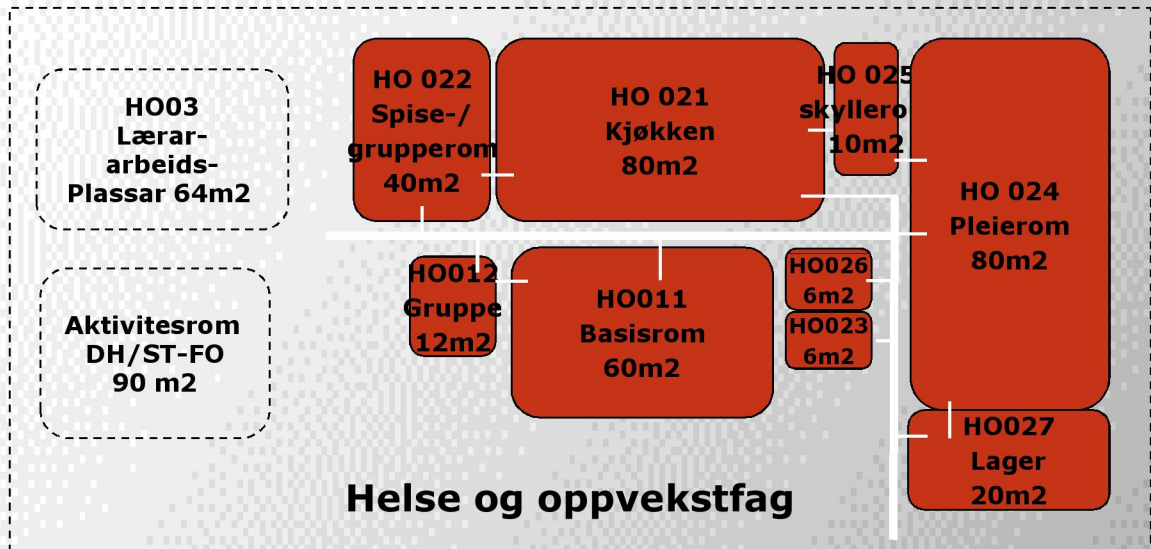 HO03
Lærar-
arbeids-
Plassar 64m2
Aktivitesrom
DH/ST-FO
90 m2
HO 022
Spise-/
grupperom
40m2
HO 021
Kjøkken
80m2
HO 025
skyllero
10m2
HO 024
Pleierom
80m2
HO012
Gruppe
12m2
HO011
Basisrom
60m2
HO026
6m2
HO023
6m2
HO027
Lager
20m2
Helse og oppvekstfag